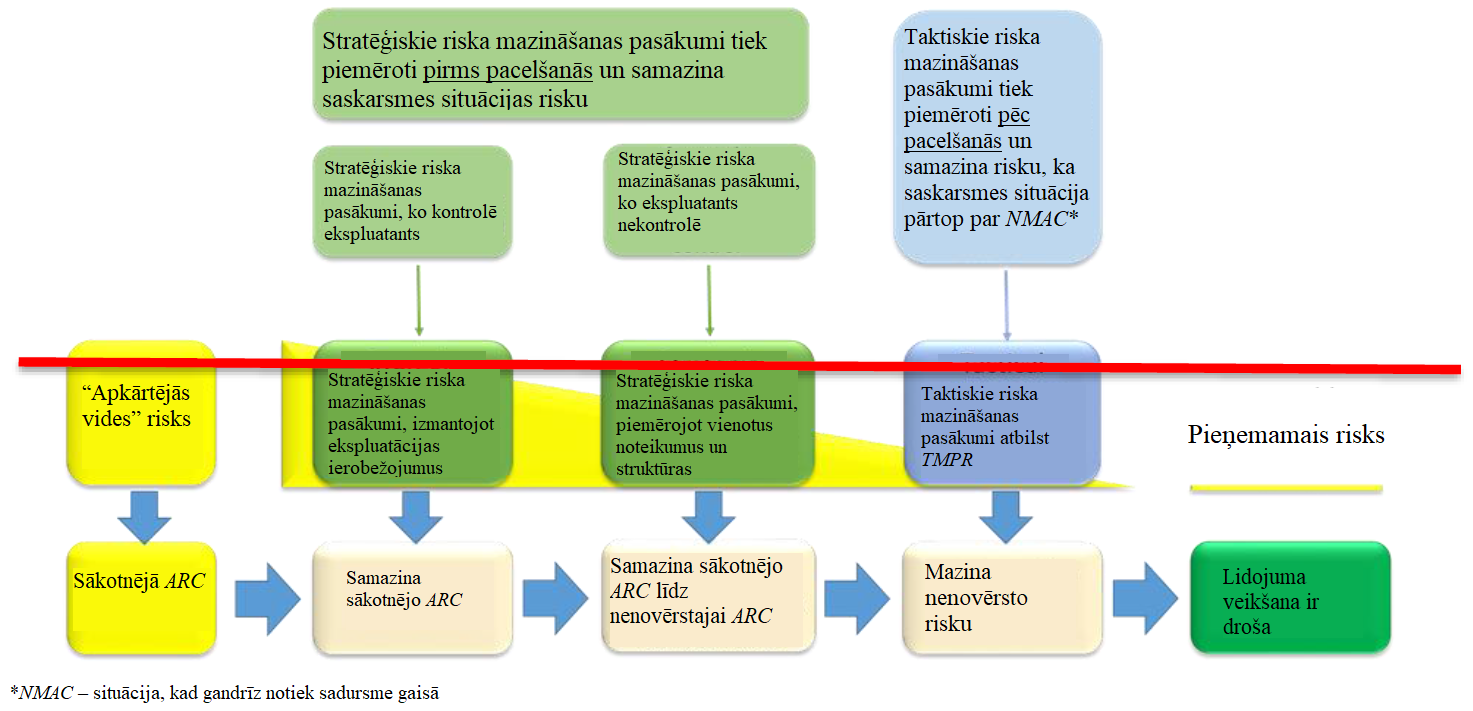 Stratēģiskie riska mazināšanas pasākumi tiek
piemēroti pirms pacelšanās un samazina
saskarsmes situācijas risku
Taktiskie riska
mazināšanas
pasākumi tiek
piemēroti pēc
pacelšanās un
samazina risku, ka
saskarsmes situācija
pārtop par NMAC*
Stratēģiskie riska
mazināšanas
pasākumi, ko kontrolē
ekspluatants
Stratēģiskie riska
mazināšanas pasākumi,
ko ekspluatants
nekontrolē
“Apkārtējās
vides” risks
Stratēģiskie riska
mazināšanas
pasākumi, izmantojot
ekspluatācijas
ierobežojumus
Stratēģiskie riska
mazināšanas pasākumi,
piemērojot vienotus
noteikumus un
struktūras
Taktiskie riska
mazināšanas
pasākumi atbilst
TMPR
Pieņemamais risks
Sākotnējā ARC
Samazina
sākotnējo ARC
Samazina sākotnējo
ARC līdz
nenovērstajai ARC
Mazina
nenovērsto
risku
Lidojuma
veikšana ir
droša
*NMAC – situācija, kad gandrīz notiek sadursme gaisā